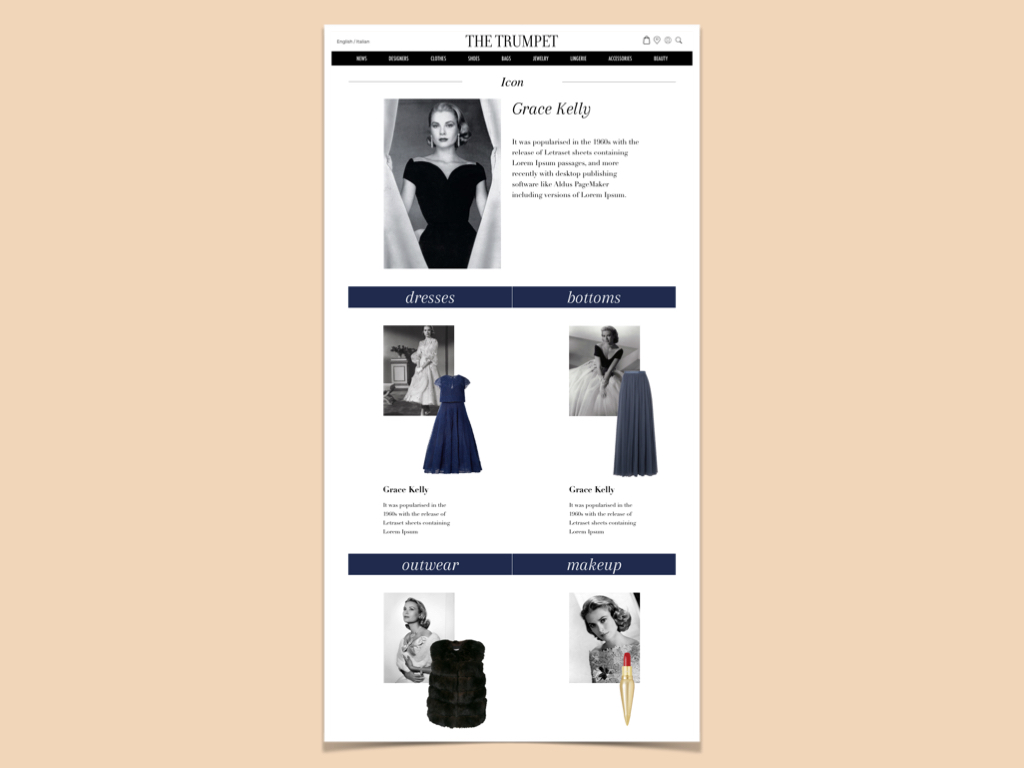 English / Italian
THE TRUMPET
NEWS DESIGNERS CLOTHES SHOES BAGS JEWELRY LINGERIE ACCESSORIES BEAUTY
Icon
Grace Kelly
It was popularised in the 1960s with the
release of Letraset sheets containing
Lorem Ipsum passages, and more
recently with desktop publishing
software like Aldus PageMaker
including versions of Lorem Ipsum.
dresses
bottoms
Grace Kelly
It was popularised in the
1960s with the release of
Letraset sheets containing
Lorem Ipsum
Grace Kelly
It was popularised in the
1960s with the release of
Letraset sheets containing
Lorem Ipsum
outwear
makeup